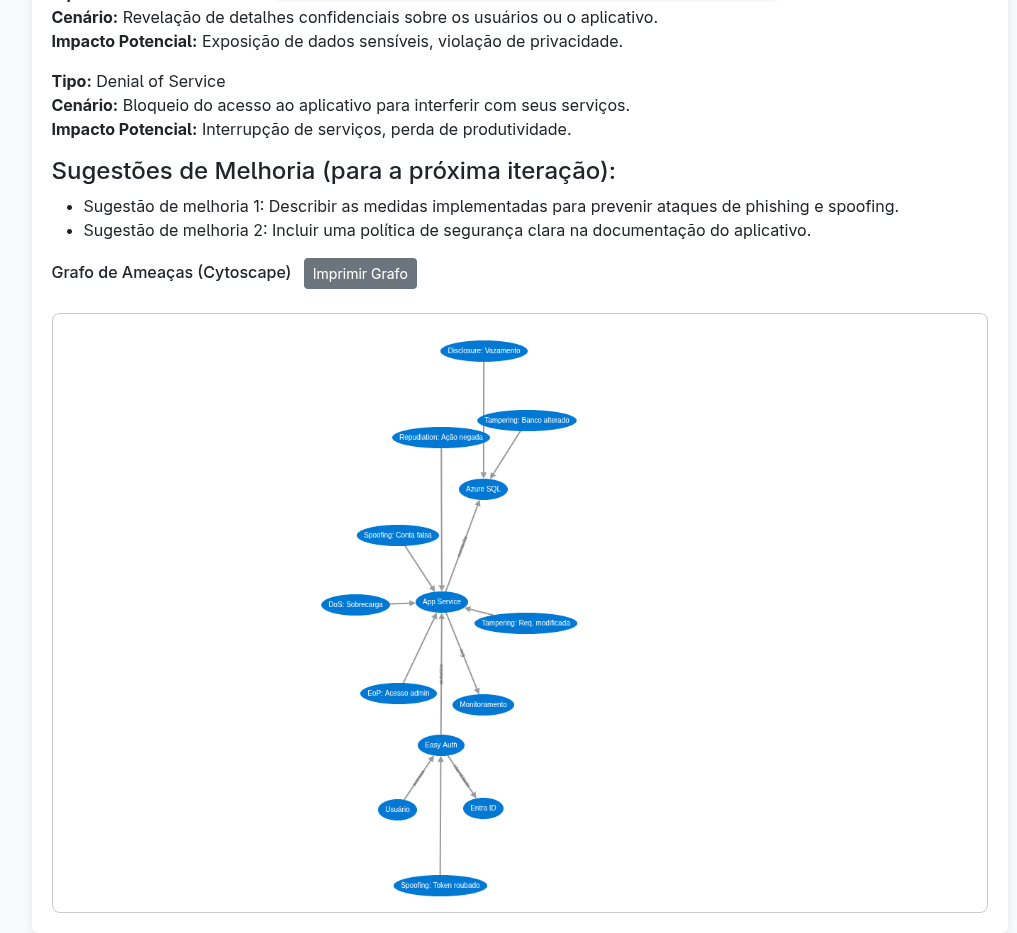 Cenário: Revelação de detalhes confidenciais sobre os usuários ou o aplicativo.
Impacto Potencial: Exposição de dados sensíveis, violação de privacidade.
Tipo: Denial of Service
Cenário: Bloqueio do acesso ao aplicativo para interferir com seus serviços.
Impacto Potencial: Interrupção de serviços, perda de produtividade.
Sugestões de Melhoria (para a próxima iteração):
• Sugestão de melhoria 1: Describir as medidas implementadas para prevenir ataques de phishing e spoofing.
• Sugestão de melhoria 2: Incluir uma política de segurança clara na documentação do aplicativo.
Grafo de Ameaças (Cytoscape) Imprimir Grafo
Disclosure: Vazamento
Tampering: Banco alterado
Repudiation: Ação negada
Azure SQL
Spoofing: Conta falsa
App Service
DoS: Sobrecarga
Tampering: Req. modificada
EoP: Acesso admin
Monitoramento
Easy Auth
Usuário
Entra ID
Spoofing: Token roubado